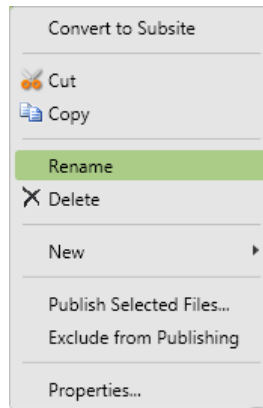 Convert to Subsite
Cut
Copy
Rename
Delete
New
Publish Selected Files...
Exclude from Publishing
Properties...